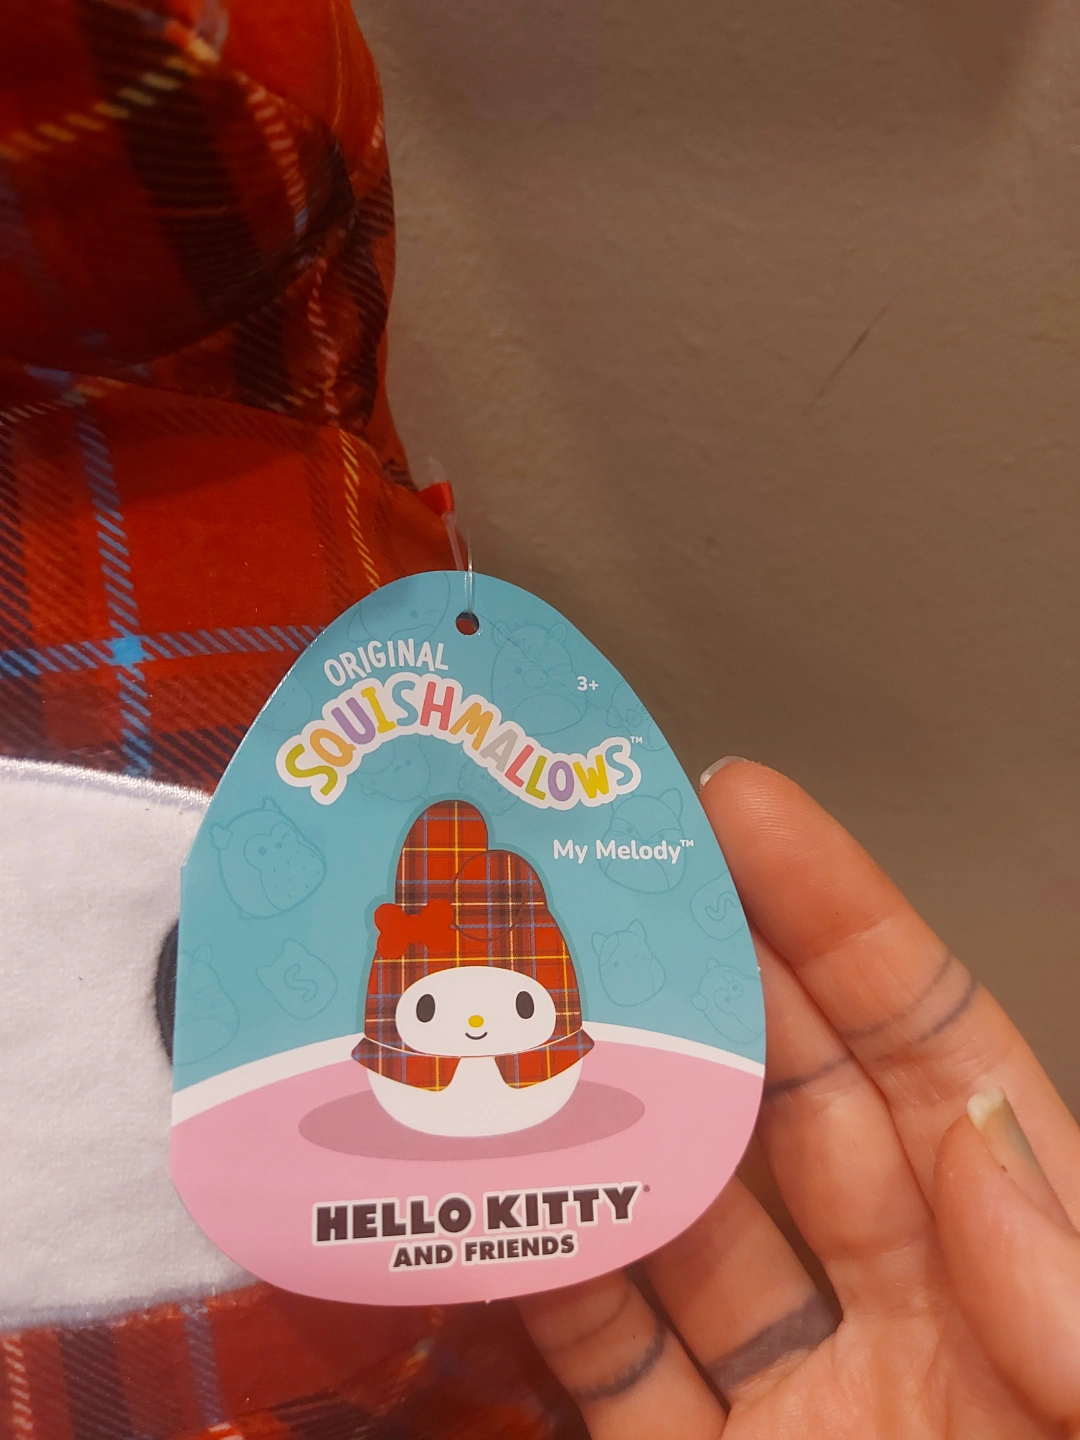 ORIGINAL
3+
SQUISHMALLOWS™
My Melody™
S
S
HELLO KITTY®
AND FRIENDS